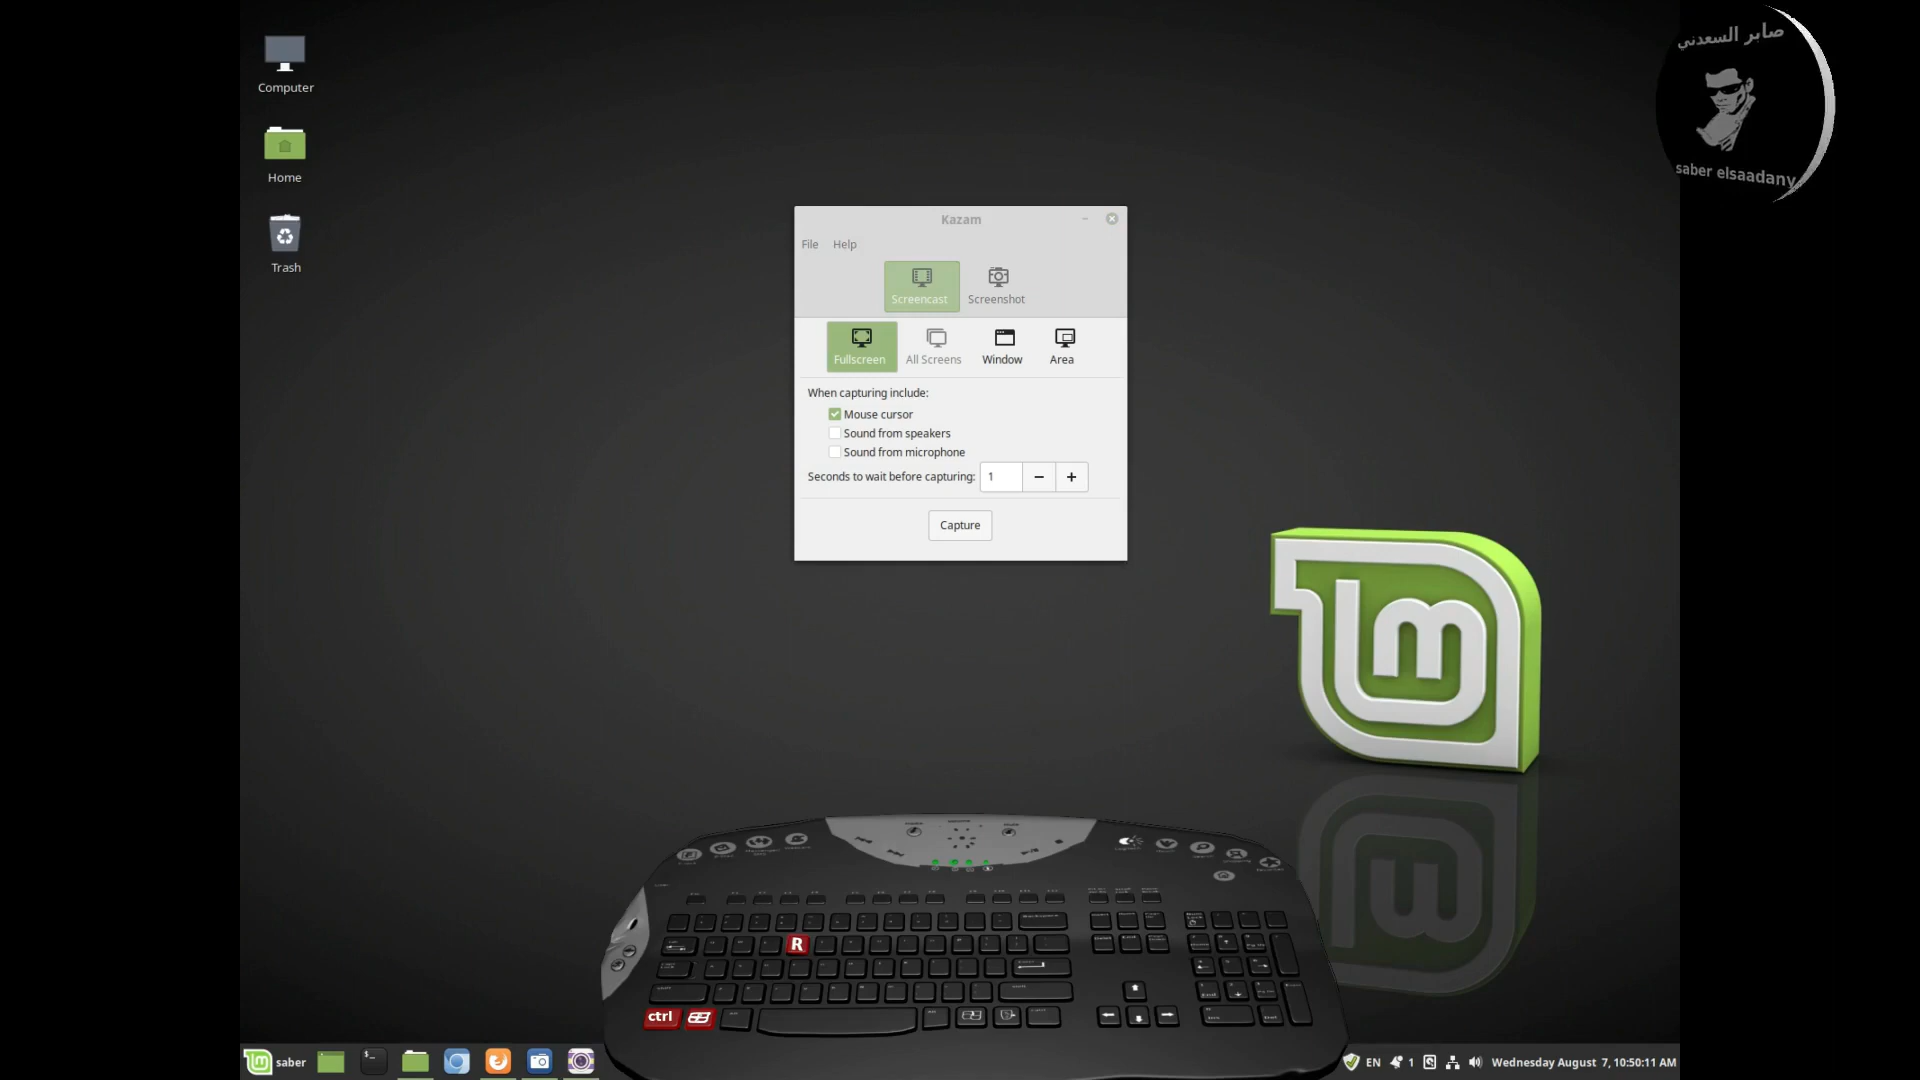 Computer
Home
Trash
صابر السعدني
saber elsaadany
Kazam
File Help
Screencast Screenshot
Fullscreen All Screens Window Area
When capturing include:
Mouse cursor
Sound from speakers
Sound from microphone
Seconds to wait before capturing: 1
Capture
R
ctrl
saber
EN 1 Wednesday August 7, 10:50:11 AM